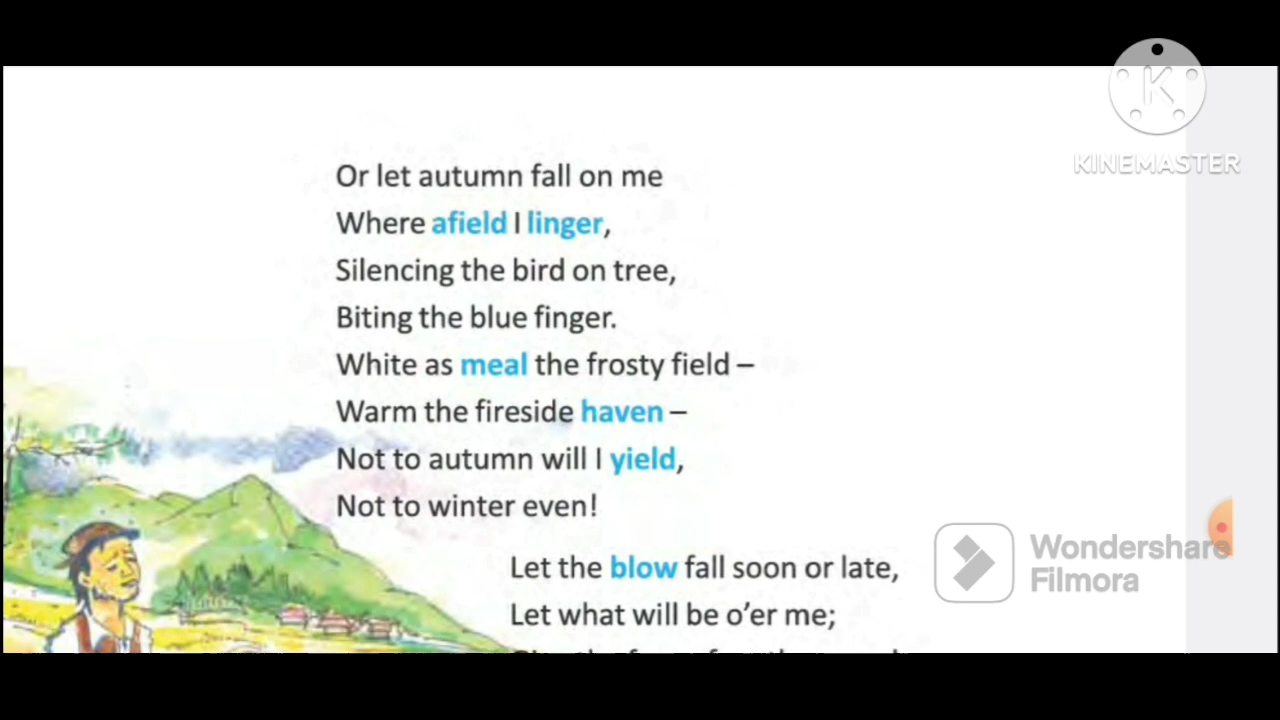 KINEMASTER
Or let autumn fall on me
Where afield I linger,
Silencing the bird on tree,
Biting the blue finger.
White as meal the frosty field –
Warm the fireside haven –
Not to autumn will I yield,
Not to winter even!
Let the blow fall soon or late,
Let what will be o’er me;
Wondershare
Filmora